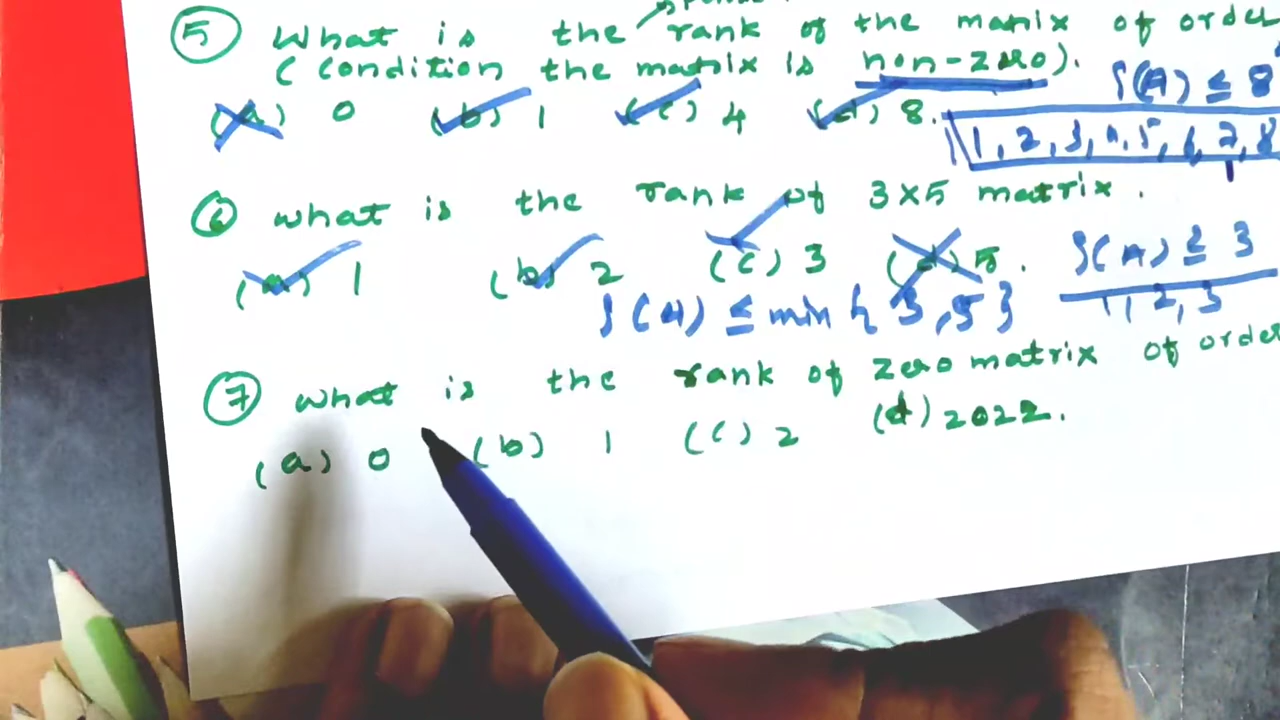 5 What is the rank of the matrix of order
(Condition the matrix is non-zero).
ρ(A) ≤ 8
(a) 0 (b) 1 (c) 4 (d) 8.
1, 2, 3, 4, 5, 6, 7, 8
6 what is the rank of 3×5 matrix.
(a) 1 (b) 2 (c) 3 (d) 5.
ρ(A) ≤ 3
1, 2, 3
ρ(A) ≤ min { 3, 5 }
7 what is the rank of zero matrix of order
(a) 0 (b) 1 (c) 2 (d) 2022.